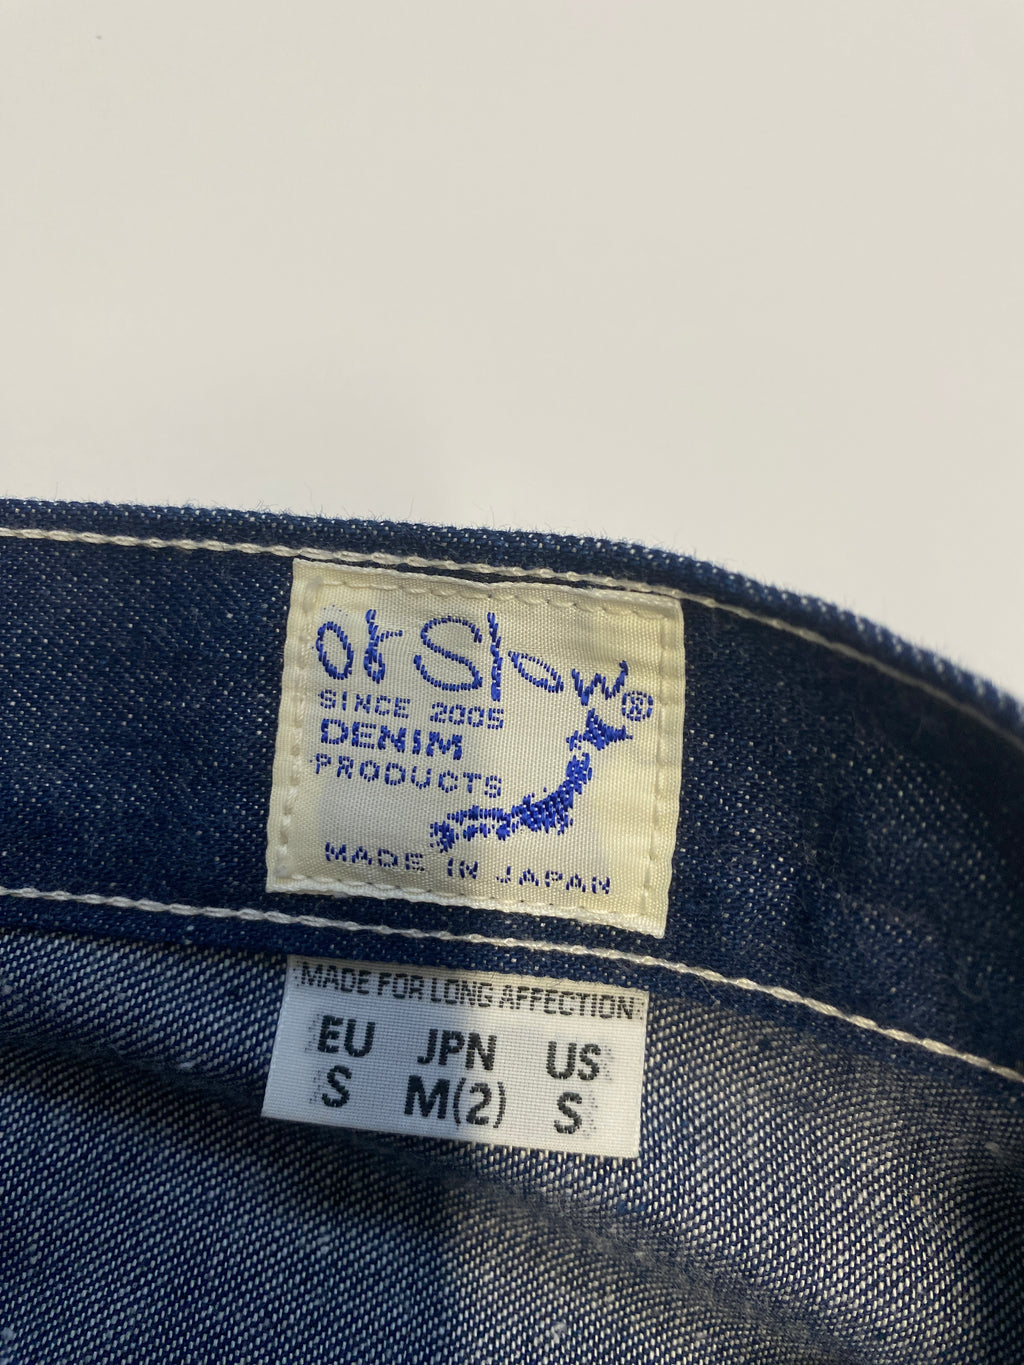 or Slow®
SINCE 2005
DENIM
PRODUCTS
MADE IN JAPAN
MADE FOR LONG AFFECTION
EU JPN US
S M(2) S